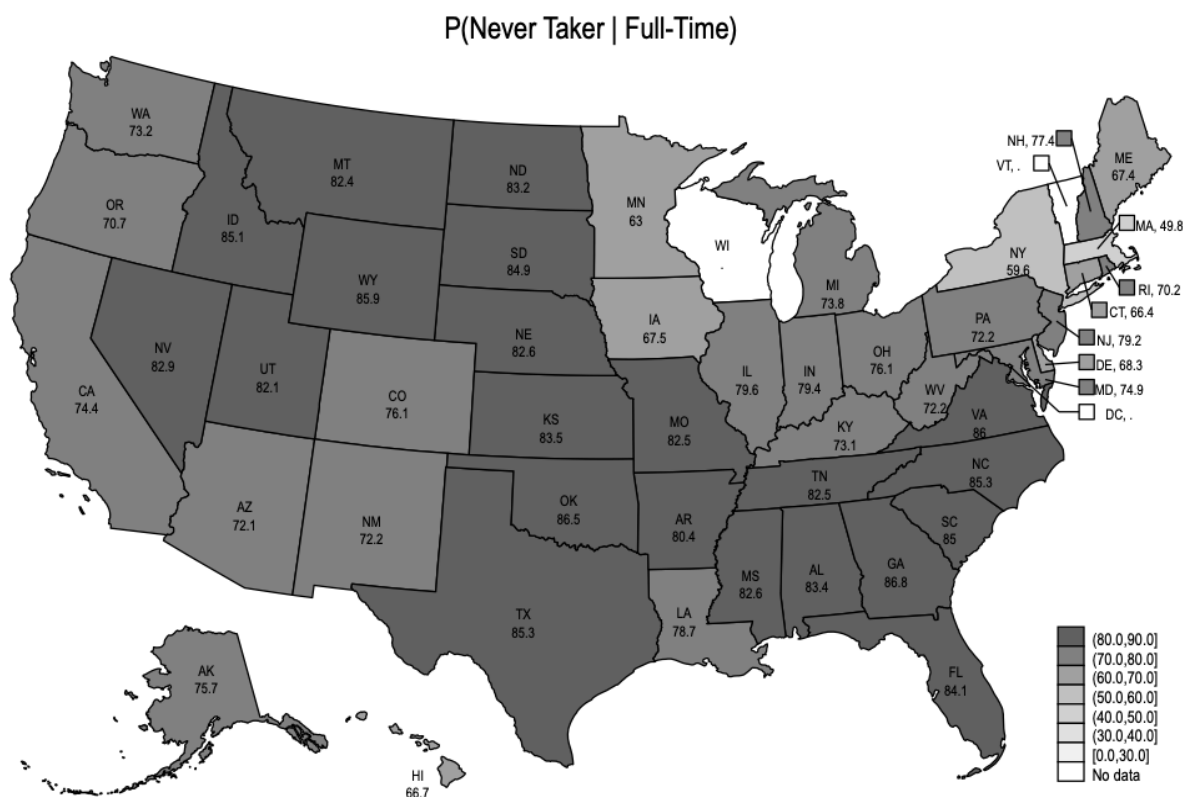 P(Never Taker | Full-Time)
WA
73.2
MT
82.4
ND
83.2
MN
63
NH, 77.4
VT, .
ME
67.4
OR
70.7
ID
85.1
SD
84.9
WI
.
MA, 49.8
NY
59.6
WY
85.9
MI
73.8
RI, 70.2
CT, 66.4
IA
67.5
PA
72.2
NJ, 79.2
NE
82.6
NV
82.9
UT
82.1
OH
76.1
DE, 68.3
IL
79.6
IN
79.4
MD, 74.9
CA
74.4
CO
76.1
WV
72.2
DC, .
KS
83.5
MO
82.5
VA
86
KY
73.1
NC
85.3
TN
82.5
AZ
72.1
NM
72.2
OK
86.5
AR
80.4
SC
85
MS
82.6
AL
83.4
GA
86.8
TX
85.3
LA
78.7
FL
84.1
AK
75.7
HI
66.7
(80.0,90.0]
(70.0,80.0]
(60.0,70.0]
(50.0,60.0]
(40.0,50.0]
(30.0,40.0]
[0.0,30.0]
No data